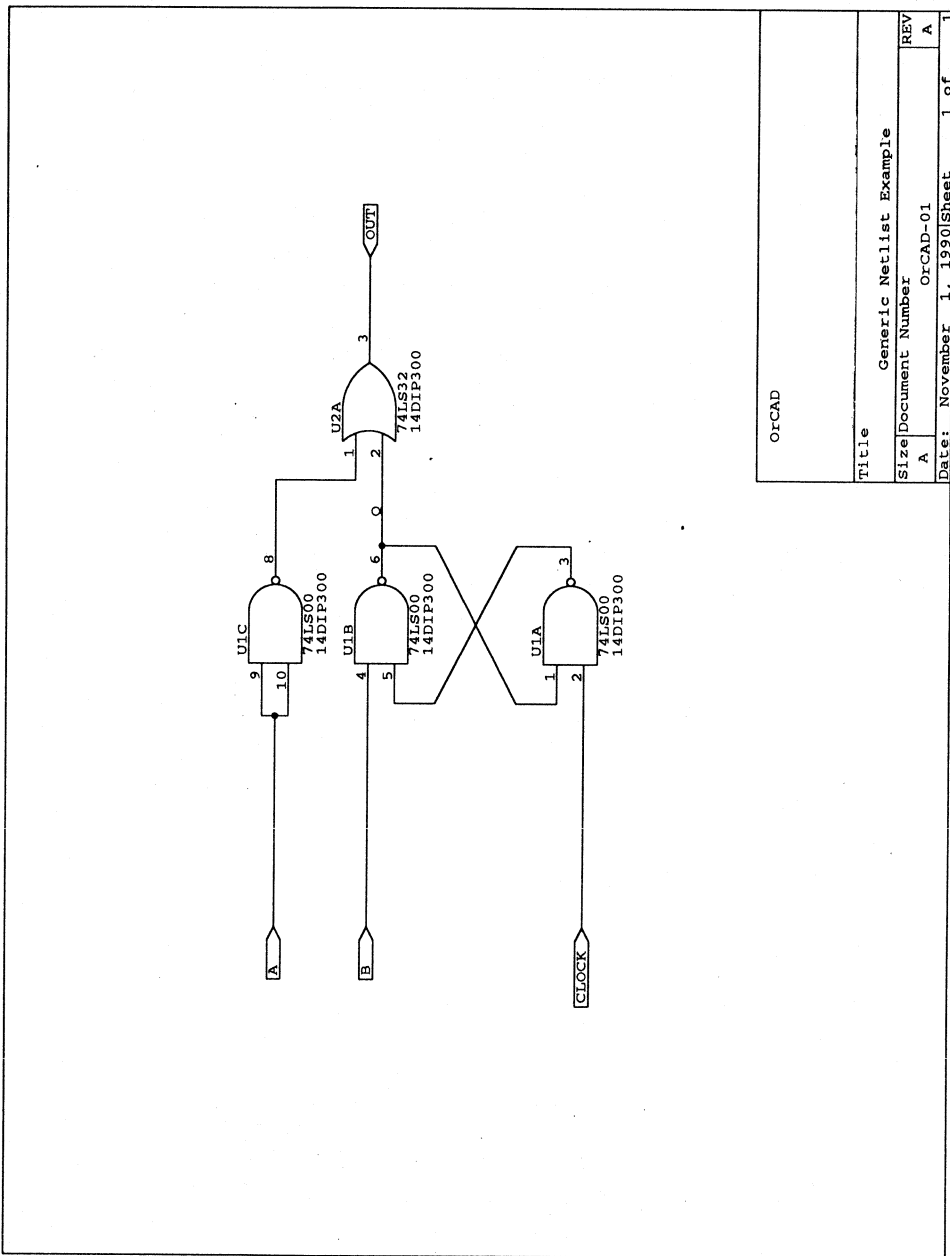 U1C
9
10
8
74LS00
14DIP300
A
U2A
1
2
3
74LS32
14DIP300
OUT
U1B
4
5
6
Q
74LS00
14DIP300
B
U1A
1
2
3
74LS00
14DIP300
CLOCK
OrCAD
Title
Generic Netlist Example
Size Document Number REV
A OrCAD-01 A
Date: November 1, 1990 Sheet 1 of 1